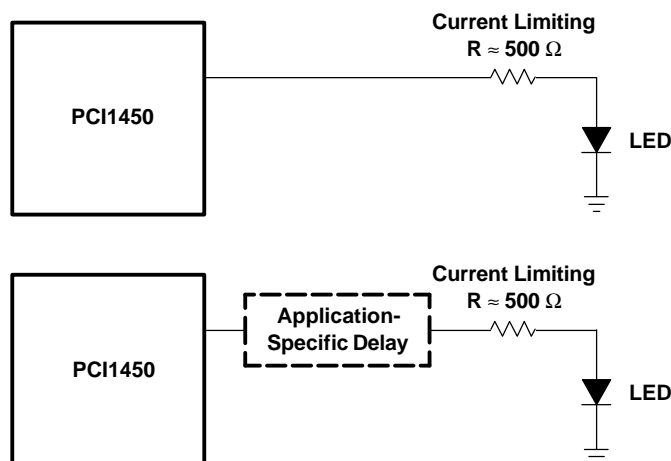 Current Limiting
R ≈ 500 Ω
PCI1450
LED
Current Limiting
R ≈ 500 Ω
Application-
Specific Delay
PCI1450
LED